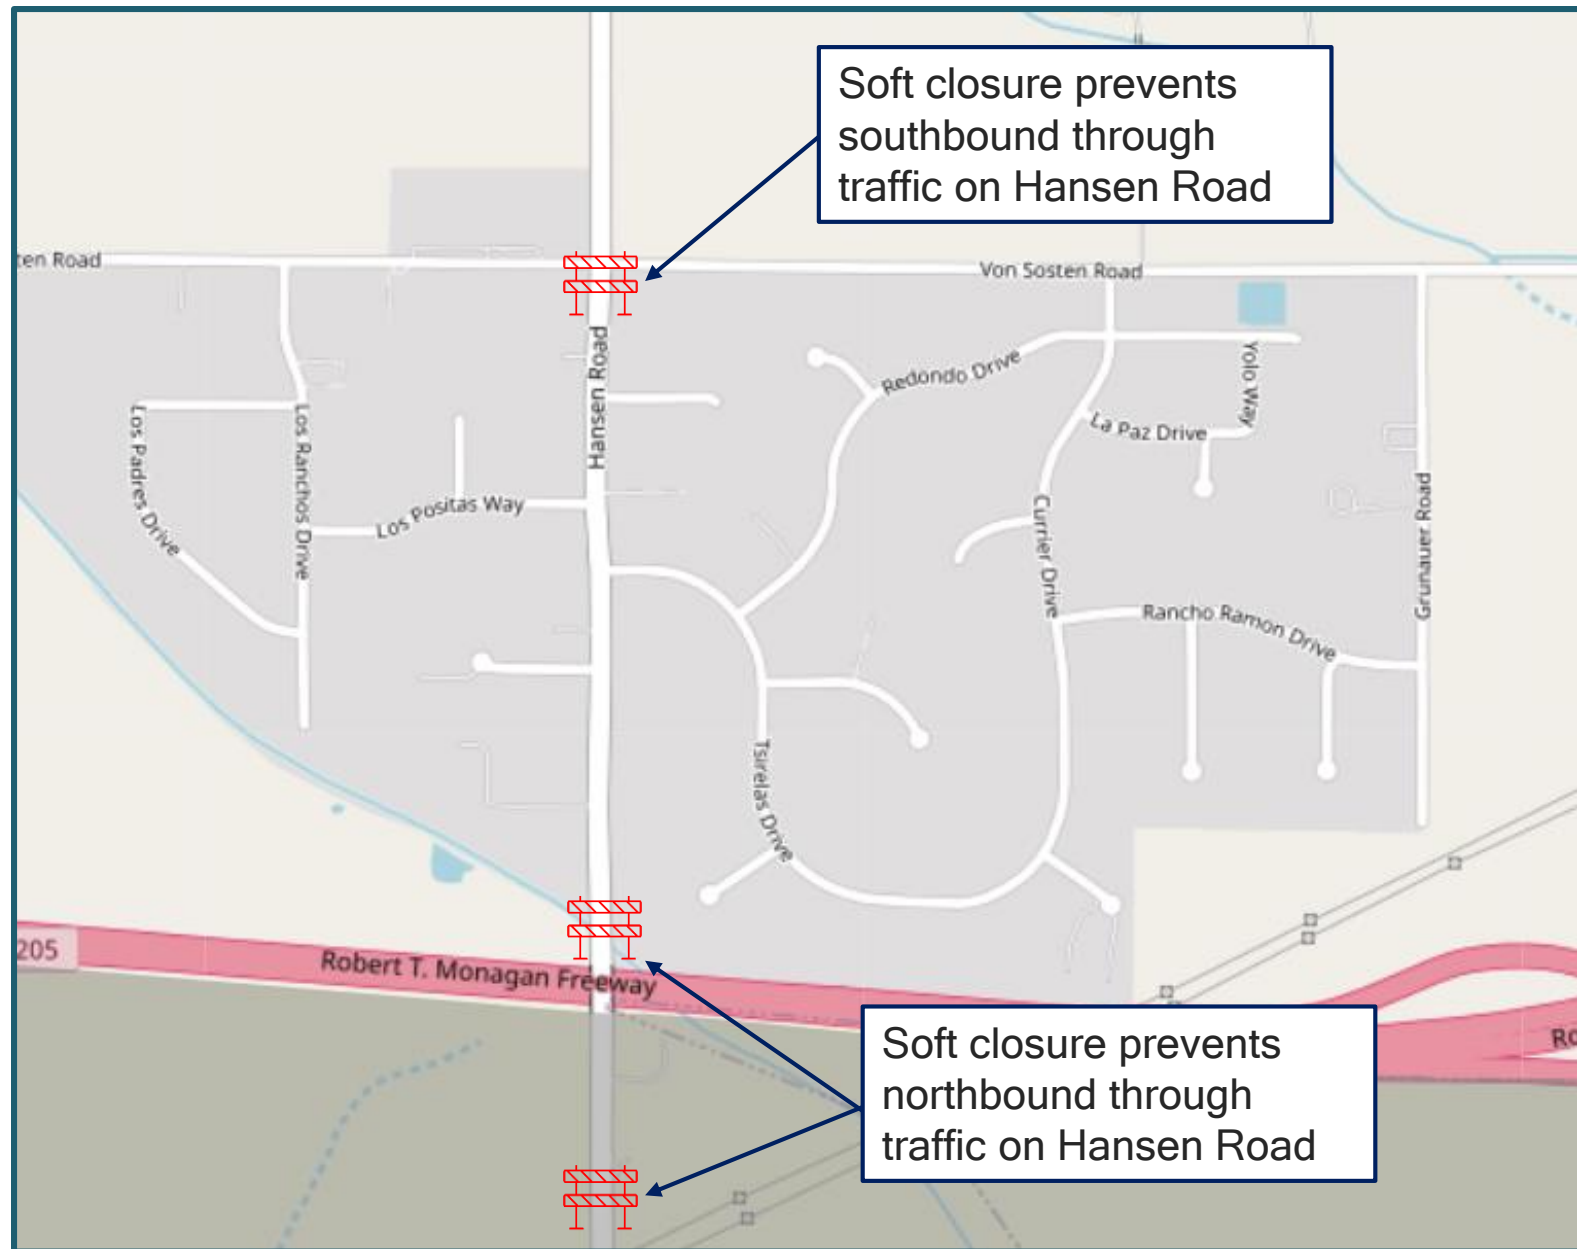 Soft closure prevents
southbound through
traffic on Hansen Road
ten Road
Von Sosten Road
Hansen Road
Redondo Drive
Yolo Way
La Paz Drive
Los Padres Drive
Los Ranchos Drive
Los Positas Way
Currier Drive
Grunauer Road
Rancho Ramon Drive
Tsirelas Drive
205
Robert T. Monagan Freeway
Ro
Soft closure prevents
northbound through
traffic on Hansen Road